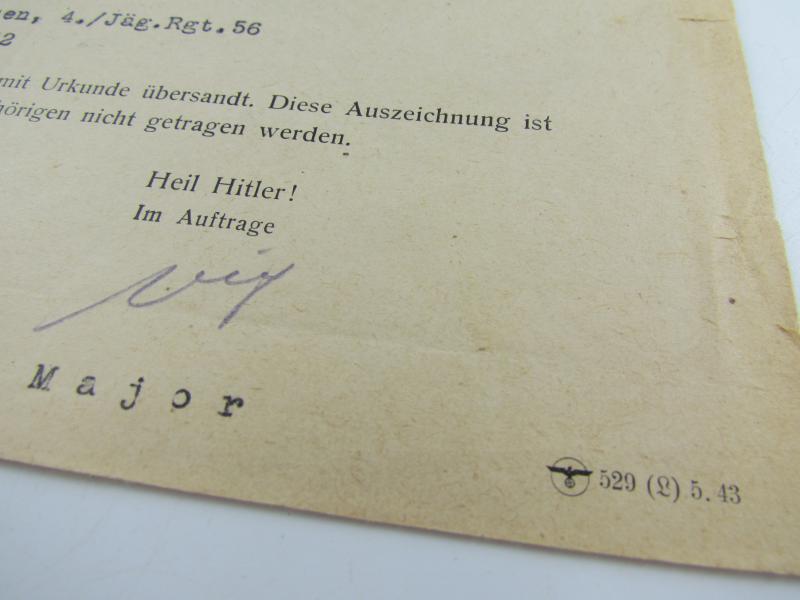 en, 4./Jäg.Rgt.56
2
mit Urkunde übersandt. Diese Auszeichnung ist
hörigen nicht getragen werden.
Heil Hitler!
Im Auftrage
Major
529 (L) 5. 43